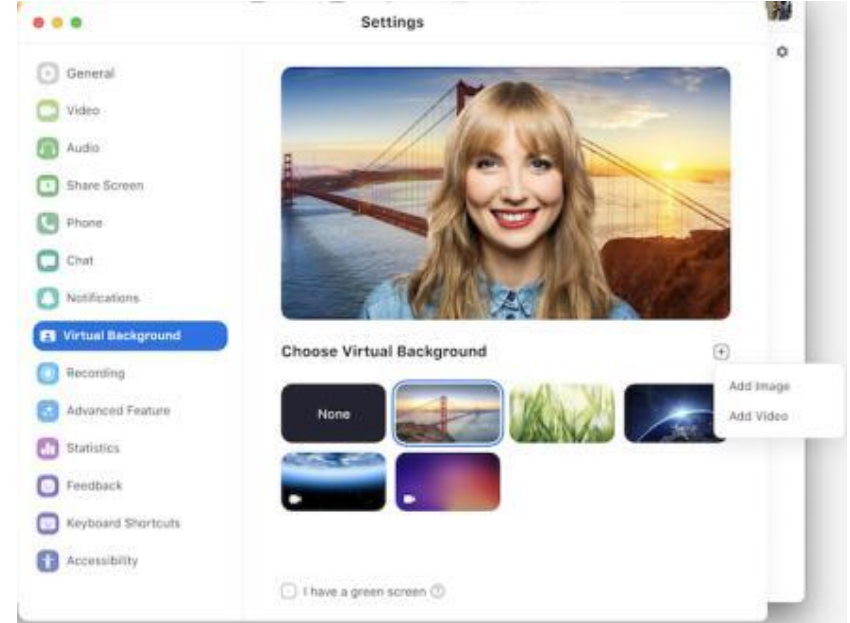 Settings
General
Video
Audio
Share Screen
Phone
Chat
Notifications
Virtual Background
Recording
Advanced Feature
Statistics
Feedback
Keyboard Shortcuts
Accessibility
Choose Virtual Background
Add Image
Add Video
None
I have a green screen ?